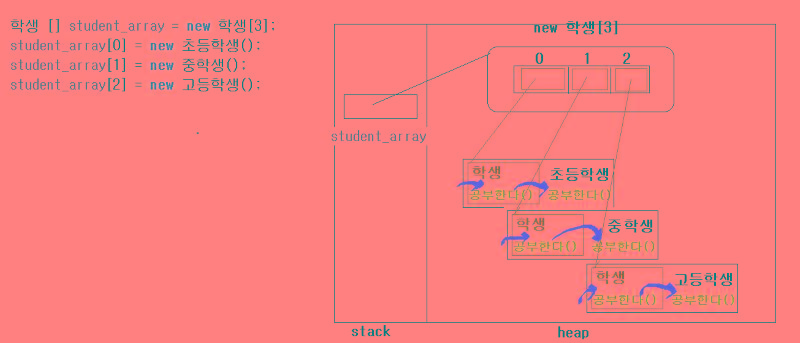 학생 [] student_array = new 학생[3];
student_array[0] = new 초등학생();
student_array[1] = new 중학생();
student_array[2] = new 고등학생();
new 학생[3]
0 1 2
student_array
학생 초등학생
공부한다() 공부한다()
학생 중학생
공부한다() 공부한다()
학생 고등학생
공부한다() 공부한다()
stack heap